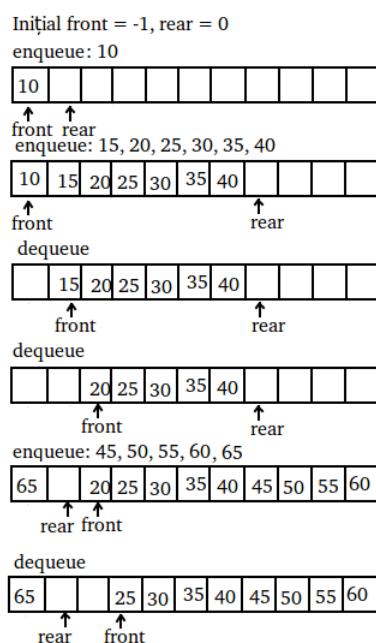 Inițial front = -1, rear = 0
enqueue: 10
10
front rear
enqueue: 15, 20, 25, 30, 35, 40
10 15 20 25 30 35 40
front rear
dequeue
15 20 25 30 35 40
front rear
dequeue
20 25 30 35 40
front rear
enqueue: 45, 50, 55, 60, 65
65 20 25 30 35 40 45 50 55 60
rear front
dequeue
65 25 30 35 40 45 50 55 60
rear front